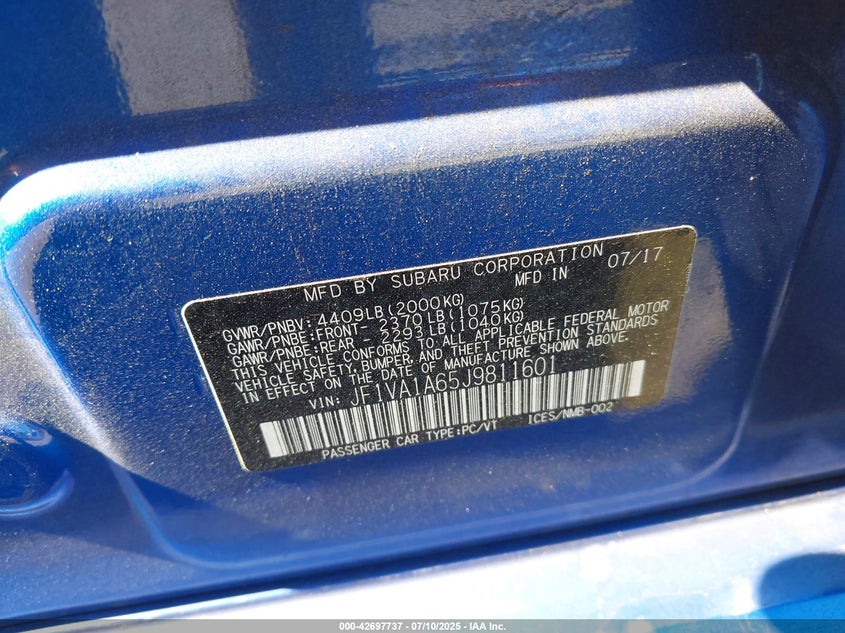 MFD BY SUBARU CORPORATION
MFD IN 07/17
GVWR/PNBV: 4409LB(2000KG)
GAWR/PNBE:FRONT- 2370LB(1075KG)
GAWR/PNBE:REAR - 2293LB(1040KG)
THIS VEHICLE CONFORMS TO ALL APPLICABLE FEDERAL MOTOR
VEHICLE SAFETY,BUMPER,AND THEFT PREVENTION STANDARDS
IN EFFECT ON THE DATE OF MANUFACTURE SHOWN ABOVE.
VIN: JF1VA1A65J9811601
PASSENGER CAR TYPE:PC/VT ICES/NMB-002
000-42697737 - 07/10/2025 - IAA Inc.